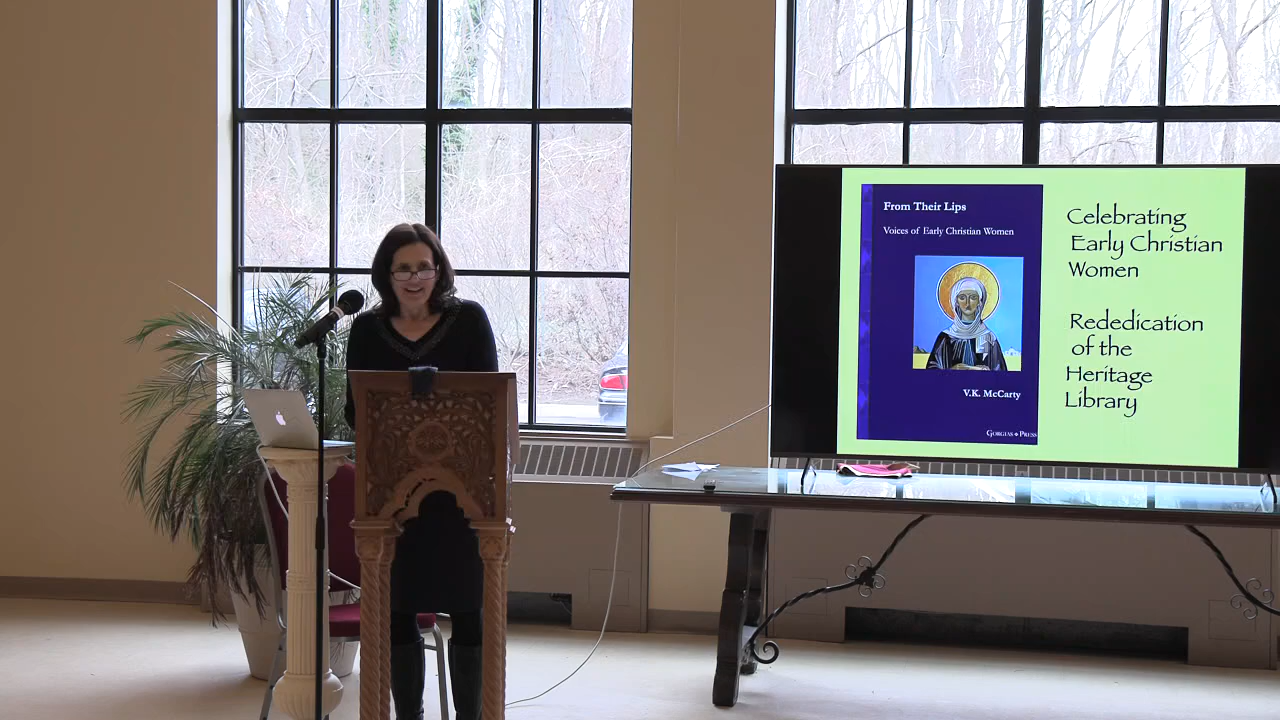 From Their Lips
Voices of Early Christian Women
V.K. McCarty
Gorgias Press
Celebrating
Early Christian
Women
Rededication
of the
Heritage
Library